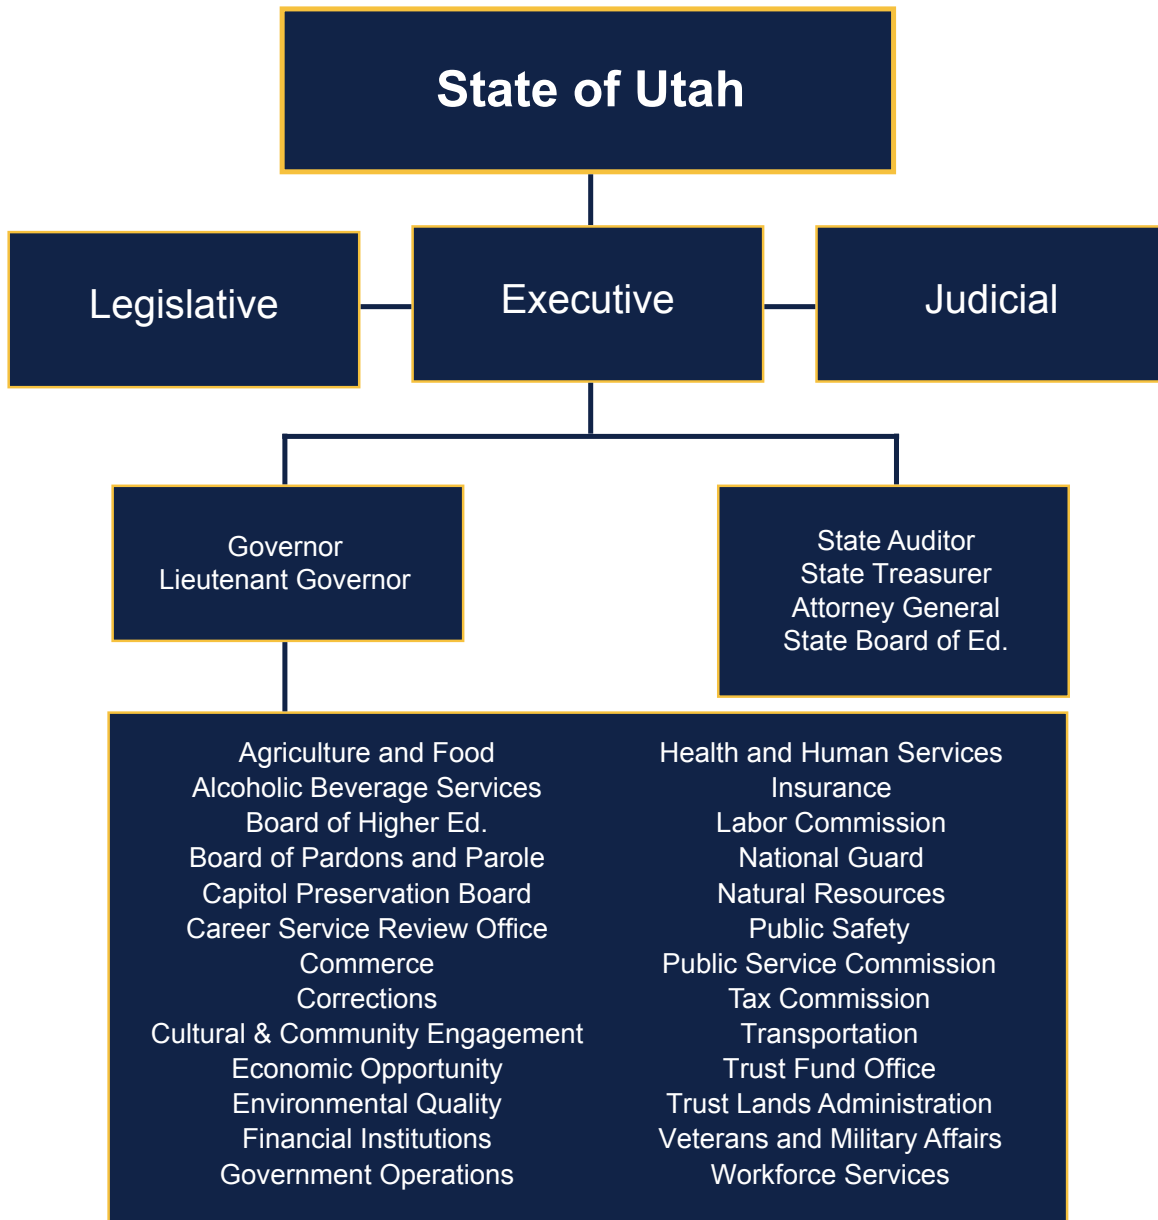 State of Utah
Legislative
Executive
Judicial
Governor
Lieutenant Governor
State Auditor
State Treasurer
Attorney General
State Board of Ed.
Agriculture and Food
Alcoholic Beverage Services
Board of Higher Ed.
Board of Pardons and Parole
Capitol Preservation Board
Career Service Review Office
Commerce
Corrections
Cultural & Community Engagement
Economic Opportunity
Environmental Quality
Financial Institutions
Government Operations
Health and Human Services
Insurance
Labor Commission
National Guard
Natural Resources
Public Safety
Public Service Commission
Tax Commission
Transportation
Trust Fund Office
Trust Lands Administration
Veterans and Military Affairs
Workforce Services